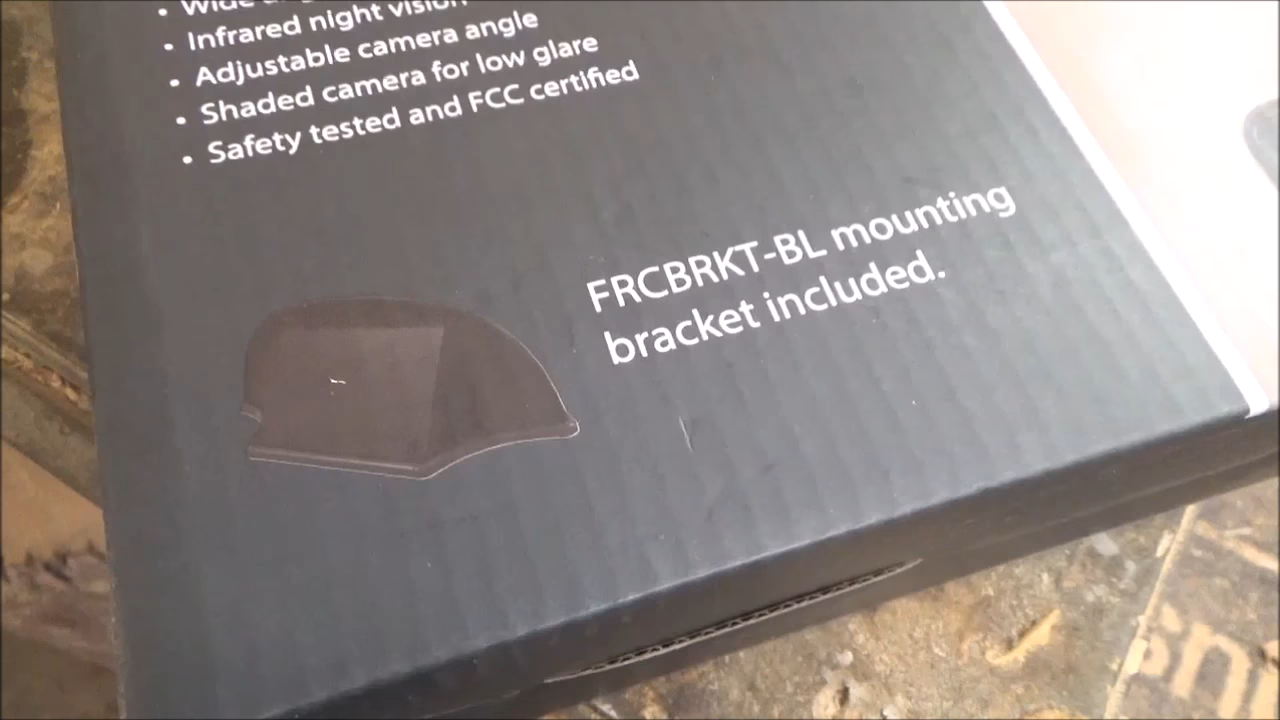 • Wide
• Infrared night vision
• Adjustable camera angle
• Shaded camera for low glare
• Safety tested and FCC certified
FRCBRKT-BL mounting
bracket included.